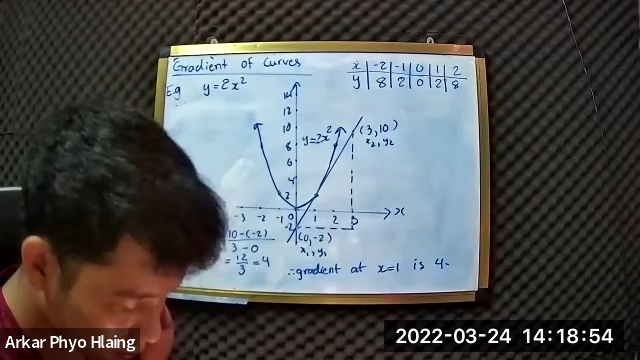 Gradient of Curves
x -2 -1 0 1 2
y 8 2 0 2 8
Eg y = 2x²
14
12
10
8
6
4
2
y=2x²
(3,10)
x₂, y₂
-3 -2 -1 0 1 2 3 x
-2
(0,-2)
x₁, y₁
10-(-2)
3-0
= 12/3 = 4
∴gradient at x=1 is 4.
Arkar Phyo Hlaing
2022-03-24 14:18:54